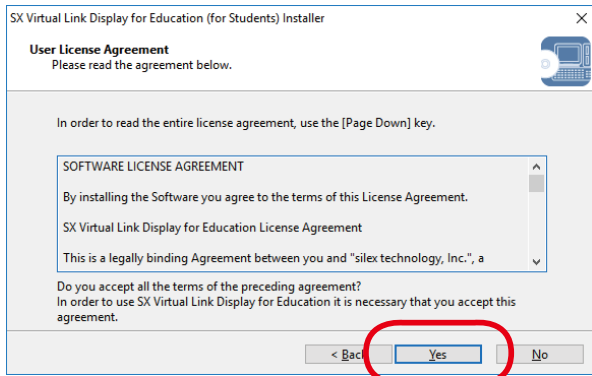 SX Virtual Link Display for Education (for Students) Installer
User License Agreement
Please read the agreement below.
In order to read the entire license agreement, use the [Page Down] key.
SOFTWARE LICENSE AGREEMENT
By installing the Software you agree to the terms of this License Agreement.
SX Virtual Link Display for Education License Agreement
This is a legally binding Agreement between you and "silex technology, Inc.", a
Do you accept all the terms of the preceding agreement?
In order to use SX Virtual Link Display for Education it is necessary that you accept this
agreement.
< Back Yes No